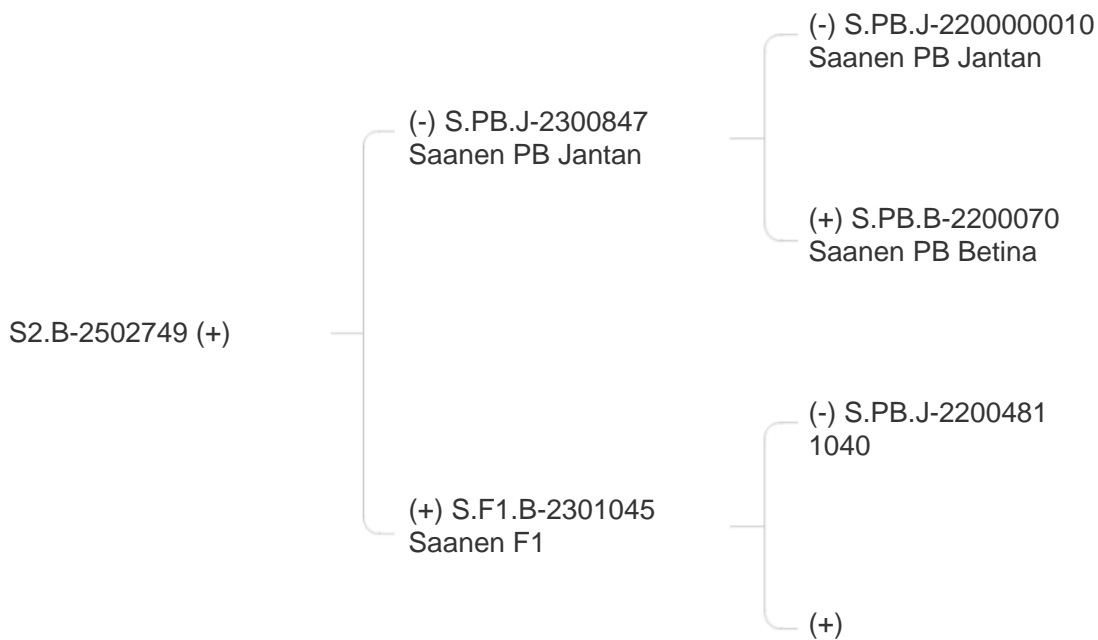 (-) S.PB.J-2200000010
Saanen PB Jantan
(-) S.PB.J-2300847
Saanen PB Jantan
(+) S.PB.B-2200070
Saanen PB Betina
S2.B-2502749 (+)
(-) S.PB.J-2200481
1040
(+) S.F1.B-2301045
Saanen F1
(+)